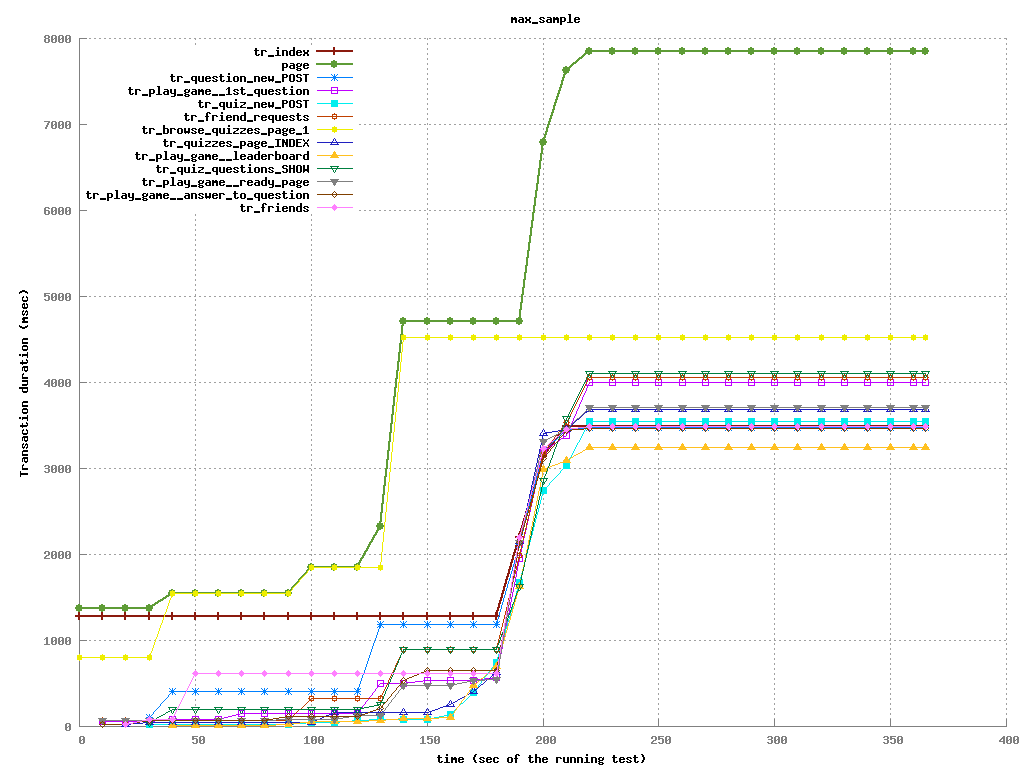 max_sample
8000
7000
6000
5000
4000
3000
2000
1000
0
Transaction duration (msec)
tr_index
page
tr_question_new_POST
tr_play_game__1st_question
tr_quiz_new_POST
tr_friend_requests
tr_browse_quizzes_page_1
tr_quizzes_page_INDEX
tr_play_game__leaderboard
tr_quiz_questions_SHOW
tr_play_game__ready_page
tr_play_game__answer_to_question
tr_friends
0 50 100 150 200 250 300 350 400
time (sec of the running test)